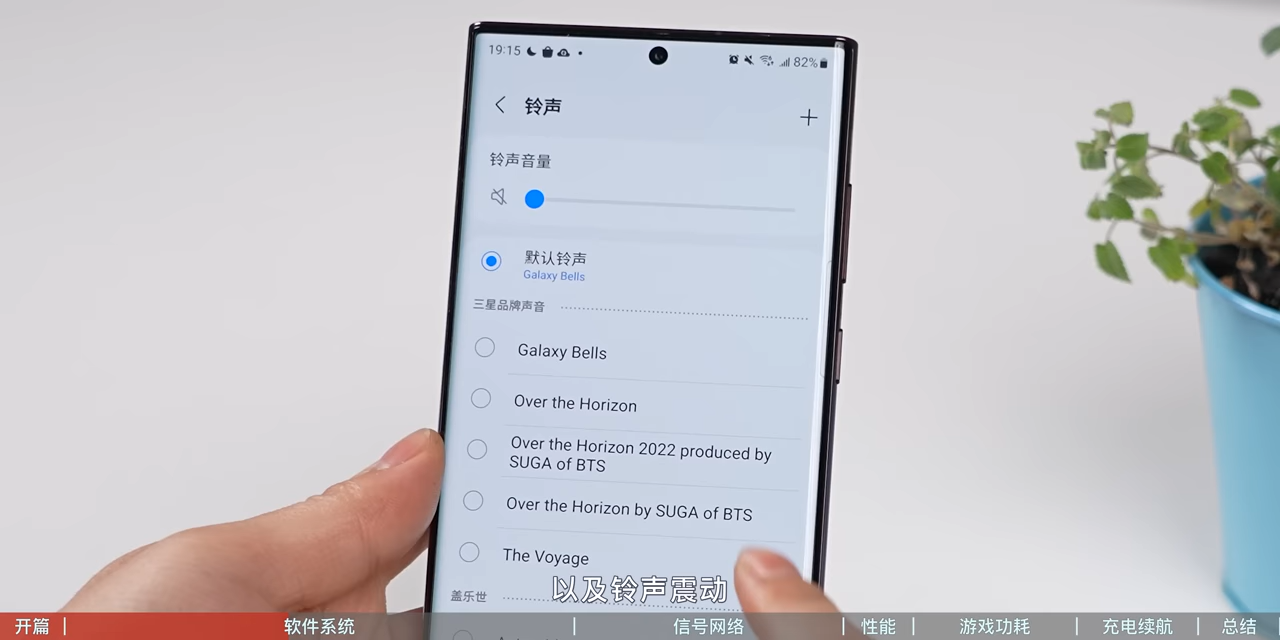 19:15
82%
铃声
铃声音量
默认铃声
Galaxy Bells
三星品牌声音
Galaxy Bells
Over the Horizon
Over the Horizon 2022 produced by
SUGA of BTS
Over the Horizon by SUGA of BTS
The Voyage
盖乐世
以及铃声震动
开篇 | 软件系统 | 信号网络 | 性能 | 游戏功耗 | 充电续航 | 总结